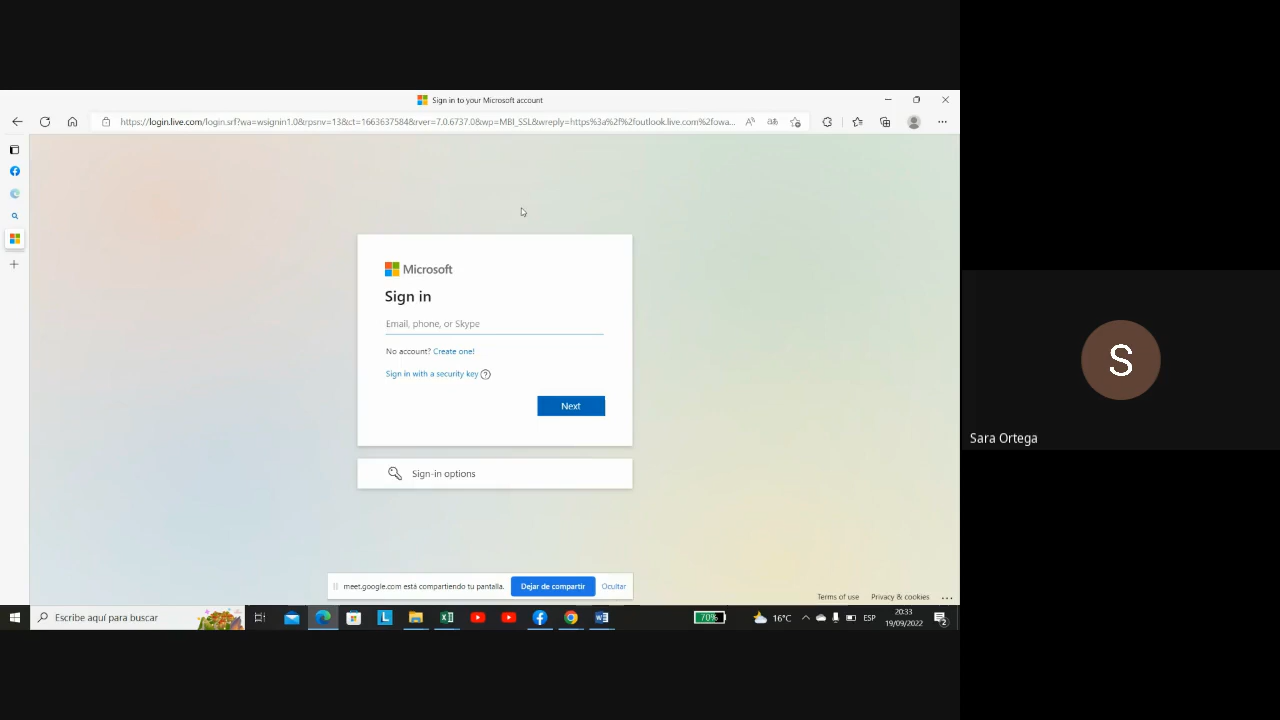 Sign in to your Microsoft account
https://login.live.com/login.srf?wa=wsignin1.0&rpsnv=13&ct=1663637584&rver=7.0.6737.0&wp=MBI_SSL&wreply=https%3a%2f%2foutlook.live.com%2fowa...
Microsoft
Sign in
Email, phone, or Skype
No account? Create one!
Sign in with a security key ?
Next
Sign-in options
meet.google.com está compartiendo tu pantalla. Dejar de compartir Ocultar
Terms of use Privacy & cookies ...
Escribe aquí para buscar
70% 16°C ESP
20:33
19/09/2022
2
S
Sara Ortega